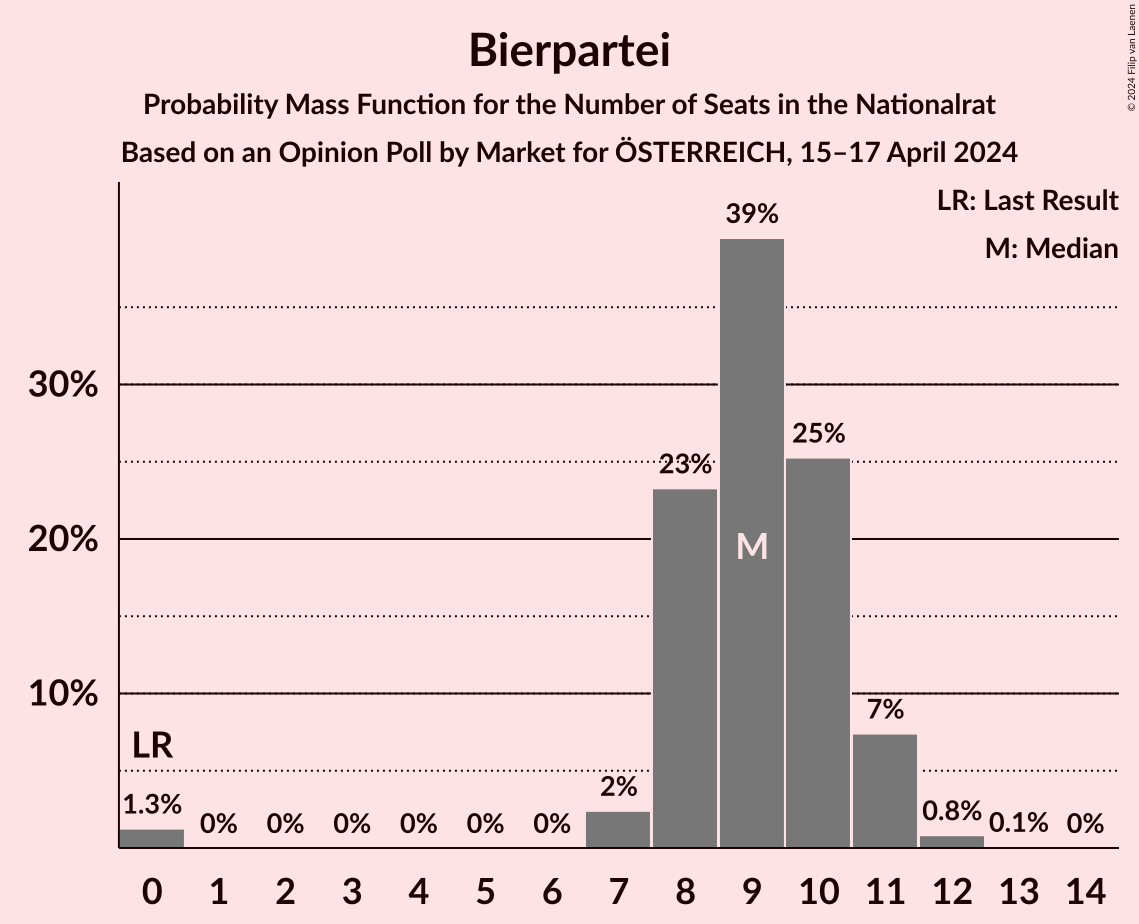 Bierpartei
Probability Mass Function for the Number of Seats in the Nationalrat
Based on an Opinion Poll by Market for ÖSTERREICH, 15–17 April 2024
© 2024 Filip van Laenen
LR: Last Result
M: Median
39%
30%
25%
23%
20%
M
10%
7%
LR
2%
1.3%
0%
0%
0%
0%
0%
0%
0.8%
0.1%
0%
0 1 2 3 4 5 6 7 8 9 10 11 12 13 14